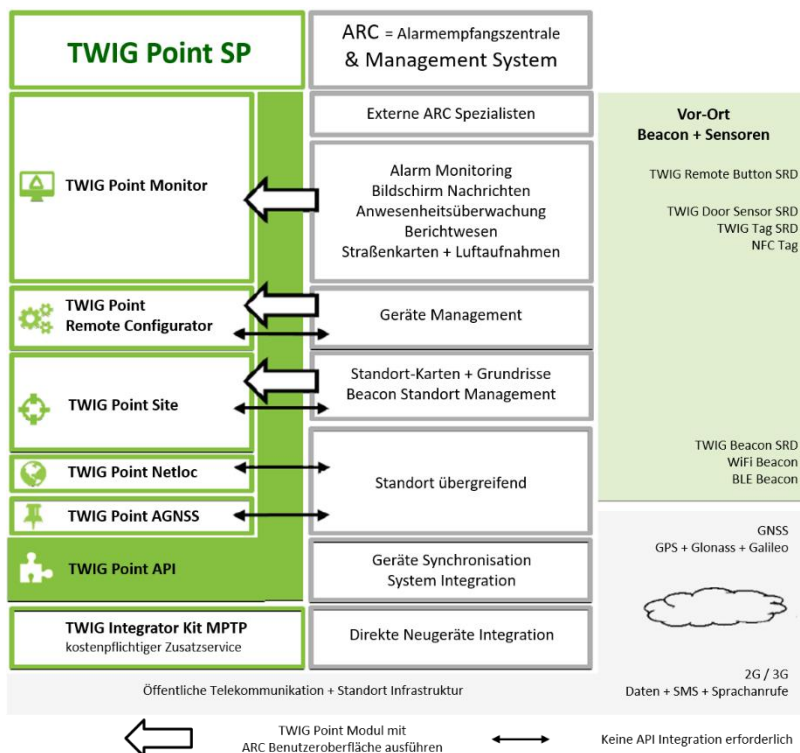 TWIG Point SP
ARC = Alarmempfangszentrale
& Management System
Externe ARC Spezialisten
TWIG Point Monitor
Alarm Monitoring
Bildschirm Nachrichten
Anwesenheitsüberwachung
Berichtwesen
Straßenkarten + Luftaufnahmen
TWIG Point
Remote Configurator
Geräte Management
TWIG Point Site
Standort-Karten + Grundrisse
Beacon Standort Management
TWIG Point Netloc
TWIG Point AGNSS
Standort übergreifend
TWIG Point API
Geräte Synchronisation
System Integration
TWIG Integrator Kit MPTP
kostenpflichtiger Zusatzservice
Direkte Neugeräte Integration
Vor-Ort
Beacon + Sensoren
TWIG Remote Button SRD
TWIG Door Sensor SRD
TWIG Tag SRD
NFC Tag
TWIG Beacon SRD
WiFi Beacon
BLE Beacon
GNSS
GPS + Glonass + Galileo
2G / 3G
Daten + SMS + Sprachanrufe
Öffentliche Telekommunikation + Standort Infrastruktur
TWIG Point Modul mit
ARC Benutzeroberfläche ausführen
Keine API Integration erforderlich